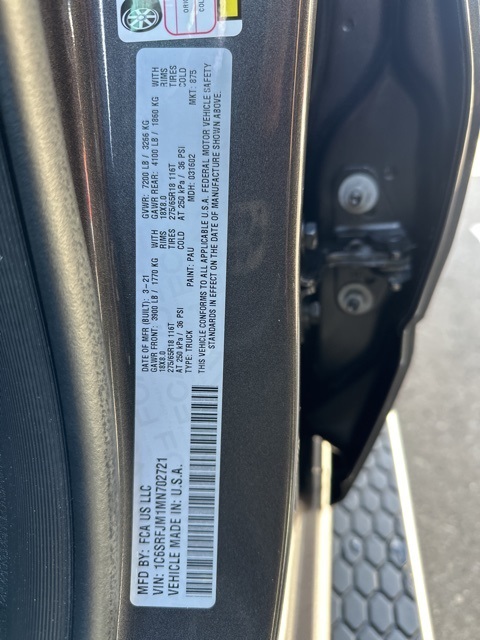 ORIG
COL
MFD BY: FCA US LLC
VIN: 1C6SRFJM1MN702721
VEHICLE MADE IN: U.S.A.
DATE OF MFR (BUILT): 3-21 GVWR: 7200 LB / 3266 KG
GAWR FRONT: 3900 LB / 1770 KG WITH GAWR REAR: 4100 LB / 1860 KG WITH
18X8.0 RIMS 18X8.0 RIMS
275/65R18 116T TIRES 275/65R18 116T TIRES
AT 250 kPa / 36 PSI COLD AT 250 kPa / 36 PSI COLD
TYPE: TRUCK PAINT: PAU MDH: 031602 MKT: 875
THIS VEHICLE CONFORMS TO ALL APPLICABLE U.S.A. FEDERAL MOTOR VEHICLE SAFETY
STANDARDS IN EFFECT ON THE DATE OF MANUFACTURE SHOWN ABOVE.